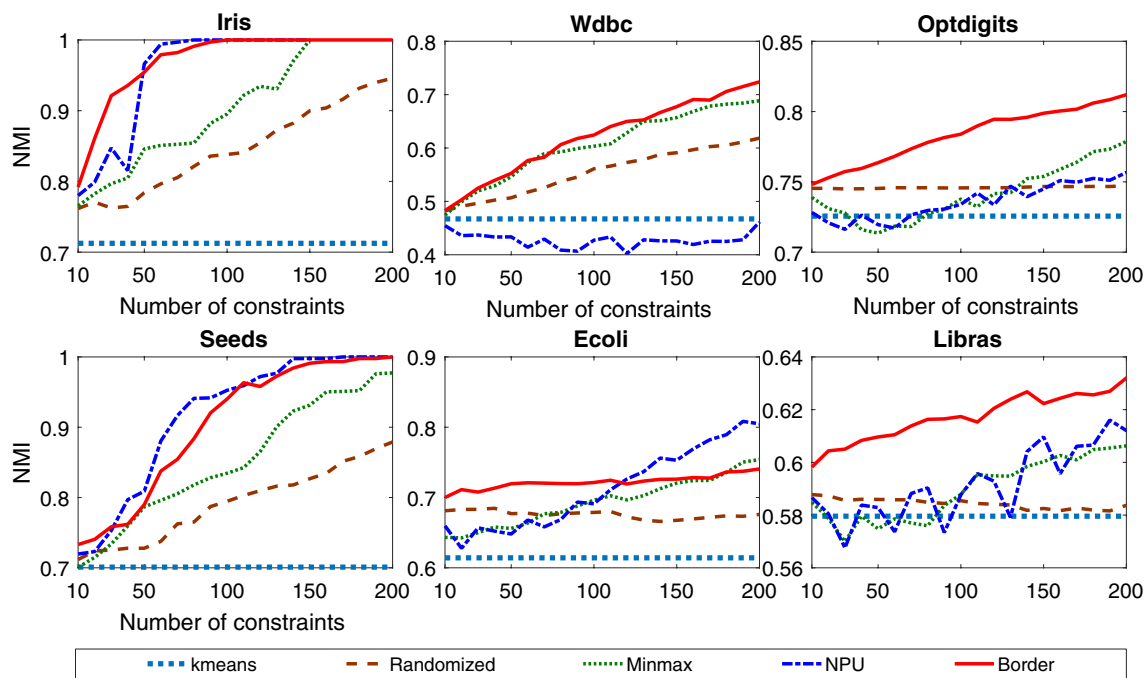 Iris
Wdbc
Optdigits
1
0.9
0.8
0.7
NMI
10 50 100 150 200
Number of constraints
0.8
0.7
0.6
0.5
0.4
10 50 100 150 200
Number of constraints
0.85
0.8
0.75
0.7
10 50 100 150 200
Number of constraints
Seeds
Ecoli
Libras
1
0.9
0.8
0.7
NMI
10 50 100 150 200
Number of constraints
0.9
0.8
0.7
0.6
10 50 100 150 200
0.64
0.62
0.6
0.58
0.56
10 50 100 150 200
kmeans Randomized Minmax NPU Border